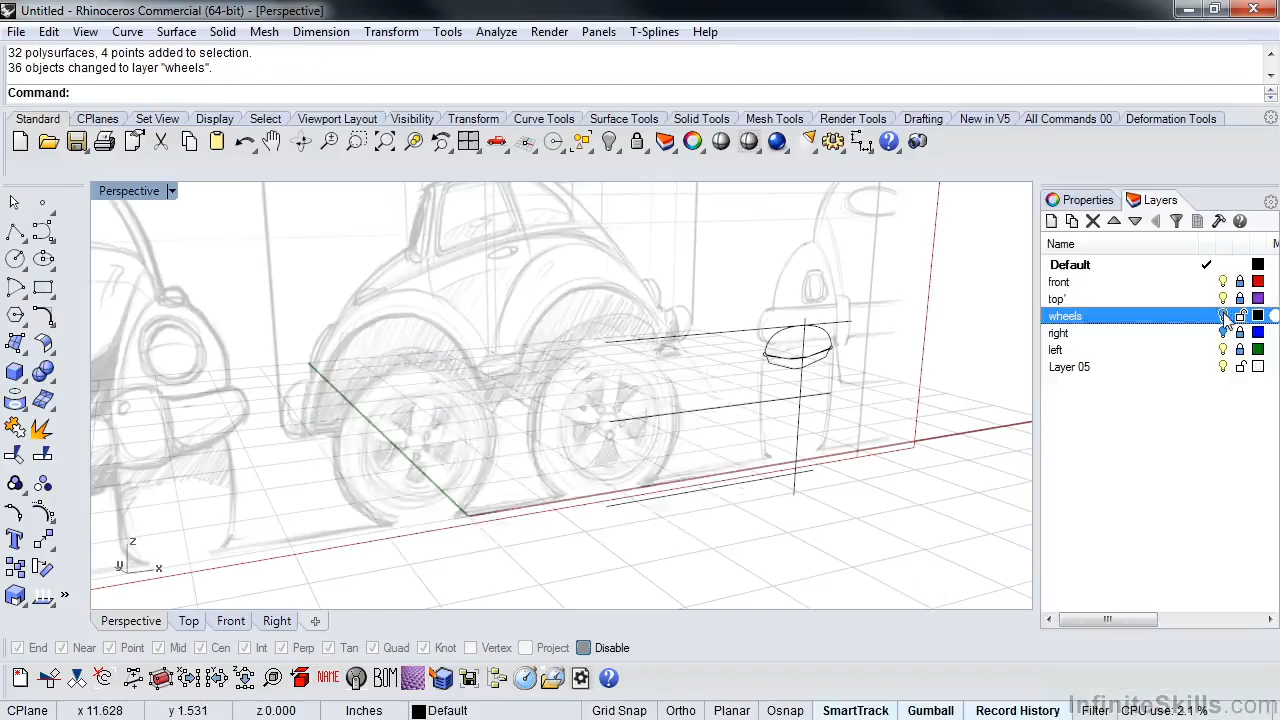 Untitled - Rhinoceros Commercial (64-bit) - [Perspective]
File Edit View Curve Surface Solid Mesh Dimension Transform Tools Analyze Render Panels T-Splines Help
32 polysurfaces, 4 points added to selection.
36 objects changed to layer "wheels".
Command:
Standard CPlanes Set View Display Select Viewport Layout Visibility Transform Curve Tools Surface Tools Solid Tools Mesh Tools Render Tools Drafting New in V5 All Commands 00 Deformation Tools
Perspective
Properties Layers
Name M
Default
front
top'
wheels
right
left
Layer 05
z
y x
Perspective Top Front Right
End Near Point Mid Cen Int Perp Tan Quad Knot Vertex Project Disable
NAME BOM
CPlane x 11.628 y 1.531 z 0.000 Inches Default Grid Snap Ortho Planar Osnap SmartTrack Gumball Record History Filter CPU use: 2.1 %
InfiniteSkills.com